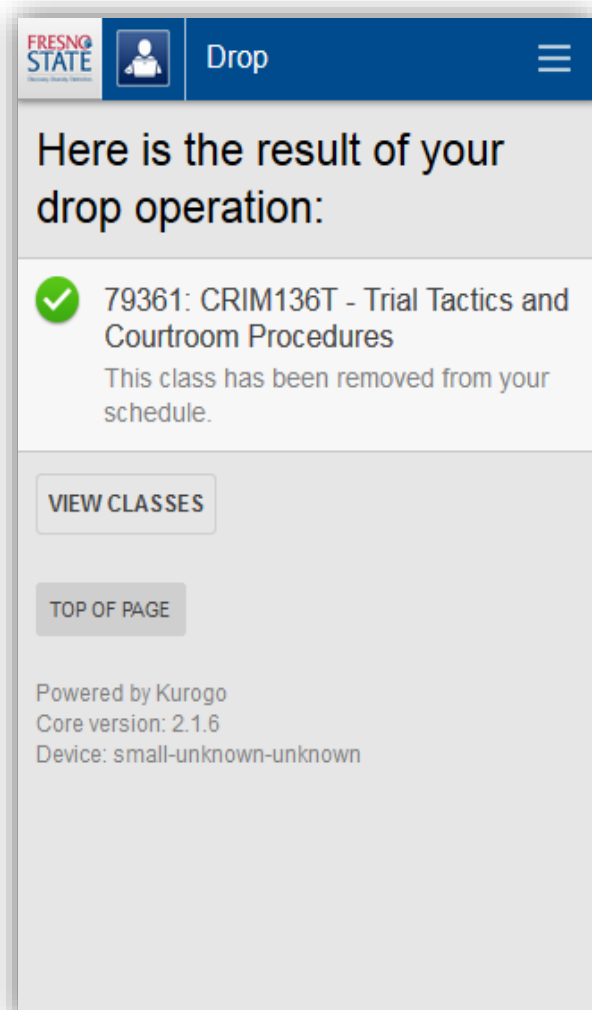 FRESNO
STATE
Drop
Here is the result of your
drop operation:
79361: CRIM136T - Trial Tactics and
Courtroom Procedures
This class has been removed from your
schedule.
VIEW CLASSES
TOP OF PAGE
Powered by Kurogo
Core version: 2.1.6
Device: small-unknown-unknown